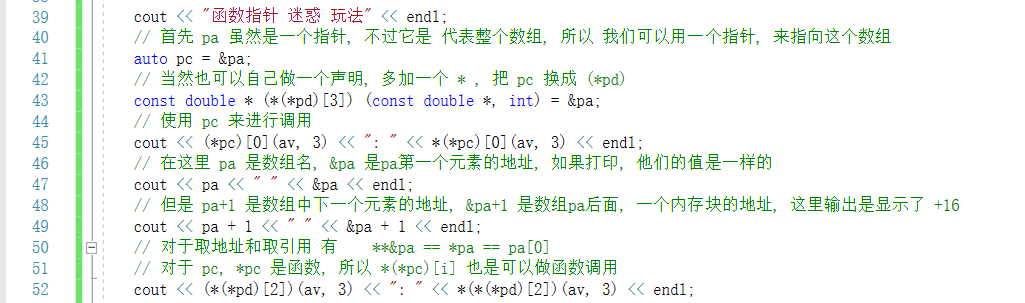 39 cout << "函数指针 迷惑 玩法" << endl;
40 // 首先 pa 虽然是一个指针, 不过它是 代表整个数组, 所以 我们可以用一个指针, 来指向这个数组
41 auto pc = &pa;
42 // 当然也可以自己做一个声明, 多加一个 * , 把 pc 换成 (*pd)
43 const double * (*(*pd)[3]) (const double *, int) = &pa;
44 // 使用 pc 来进行调用
45 cout << (*pc)[0](av, 3) << ": " << *(*pc)[0](av, 3) << endl;
46 // 在这里 pa 是数组名, &pa 是pa第一个元素的地址, 如果打印, 他们的值是一样的
47 cout << pa << " " << &pa << endl;
48 // 但是 pa+1 是数组中下一个元素的地址, &pa+1 是数组pa后面, 一个内存块的地址, 这里输出是显示了 +16
49 cout << pa + 1 << " " << &pa + 1 << endl;
50 // 对于取地址和取引用 有    **&pa == *pa == pa[0]
51 // 对于 pc, *pc 是函数, 所以 *(*pc)[i] 也是可以做函数调用
52 cout << (*(*pd)[2])(av, 3) << ": " << *(*(*pd)[2])(av, 3) << endl;